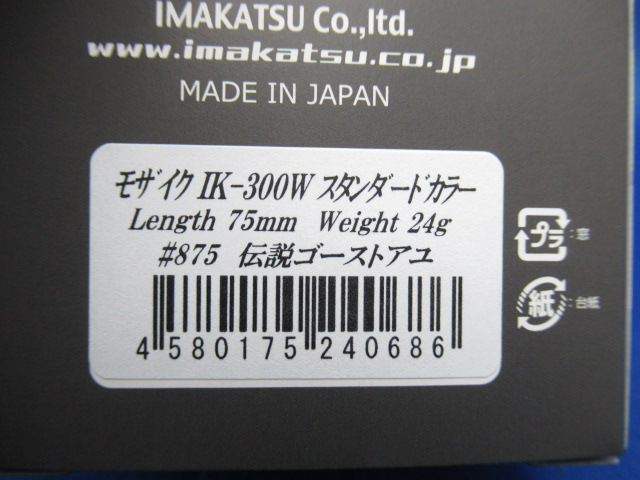 IMAKATSU Co.,ltd.
www.imakatsu.co.jp
MADE IN JAPAN
モザイク IK-300W スタンダードカラー
Length 75mm Weight 24g
#875 伝説ゴーストアユ
4 580175 240686
プラ :窓
紙 :台紙